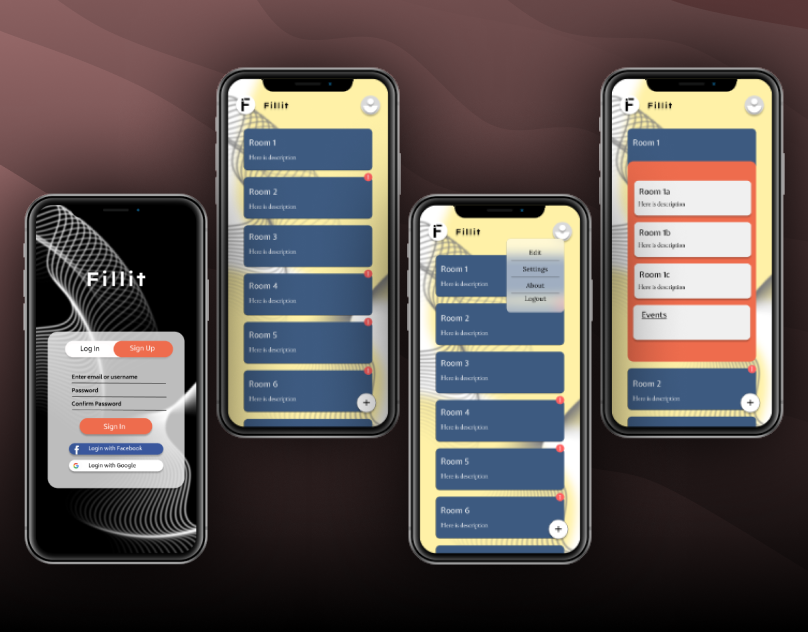 Fillit
Log In
Sign Up
Enter email or username
Password
Confirm Password
Sign In
f
Login with Facebook
G
Login with Google
F
Fillit
Room 1
Here is description
Room 2
Here is description
Room 3
Here is description
Room 4
Here is description
Room 5
Here is description
Room 6
Here is description
+
F
Fillit
Edit
Settings
About
Logout
Room 1
Here is description
Room 2
Here is description
Room 3
Here is description
Room 4
Here is description
Room 5
Here is description
Room 6
Here is description
+
F
Fillit
Room 1
Room 1a
Here is description
Room 1b
Here is description
Room 1c
Here is description
Events
Room 2
Here is description
+